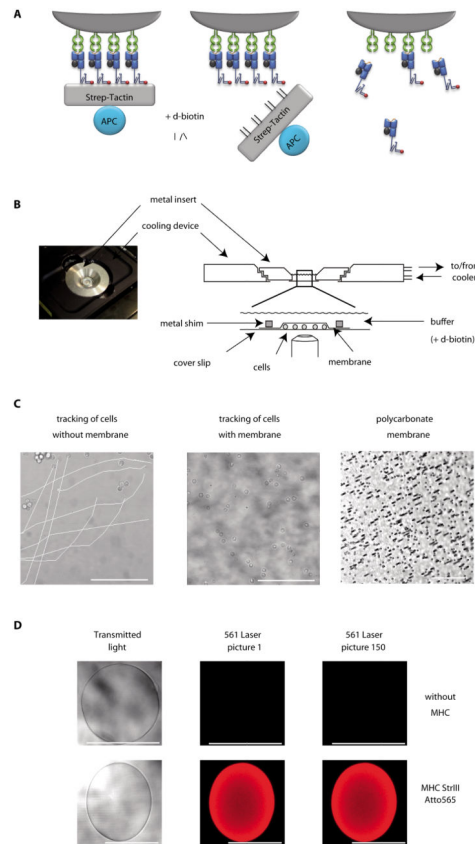 A
Strep-Tactin
APC
+ d-biotin
Strep-Tactin
APC
B
metal insert
cooling device
to/from
cooler
metal shim
cover slip
cells
membrane
buffer
(+ d-biotin)
C
tracking of cells
without membrane
tracking of cells
with membrane
polycarbonate
membrane
D
Transmitted
light
561 Laser
picture 1
561 Laser
picture 150
without
MHC
MHC StrIII
Atto565